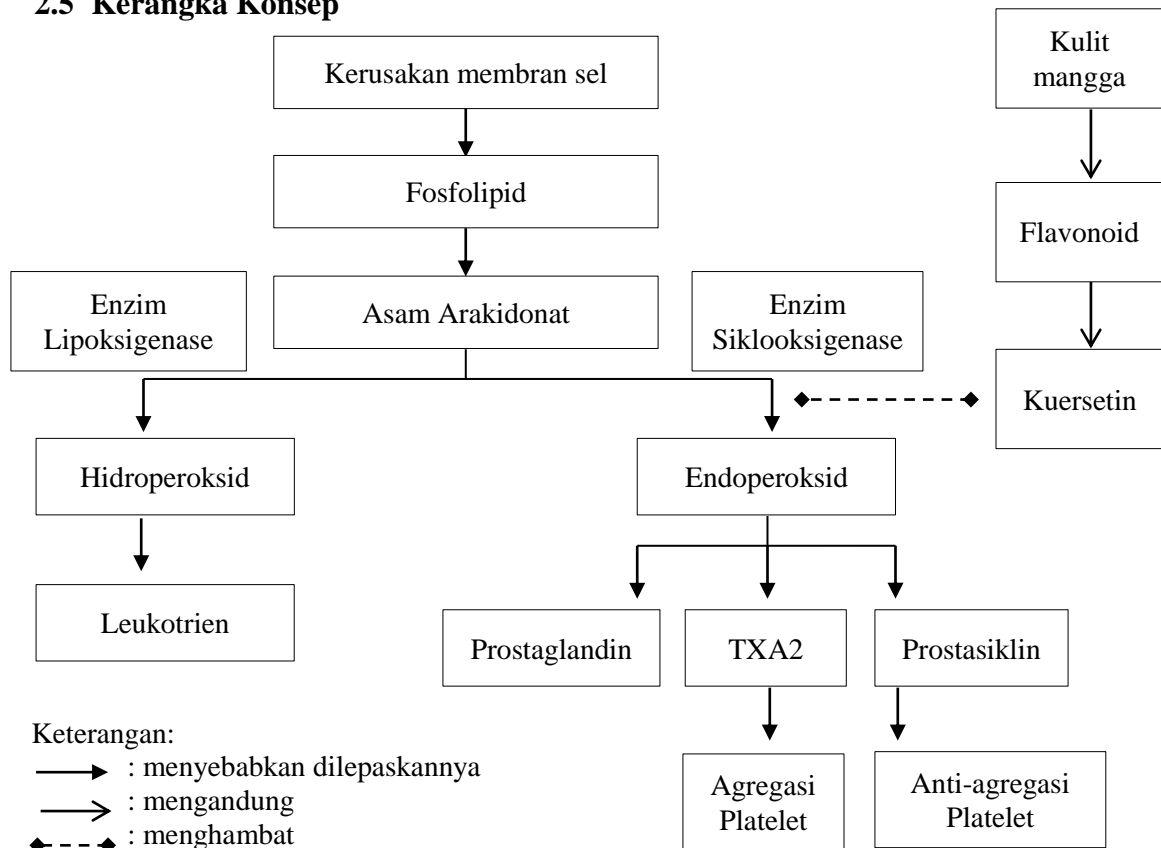 2.5 Kerangka Konsep
Kerusakan membran sel
Kulit
mangga
Fosfolipid
Flavonoid
Enzim
Lipoksigenase
Asam Arakidonat
Enzim
Siklooksigenase
Kuersetin
Hidroperoksid
Endoperoksid
Leukotrien
Prostaglandin
TXA2
Prostasiklin
Agregasi
Platelet
Anti-agregasi
Platelet
Keterangan:
: menyebabkan dilepaskannya
: mengandung
: menghambat